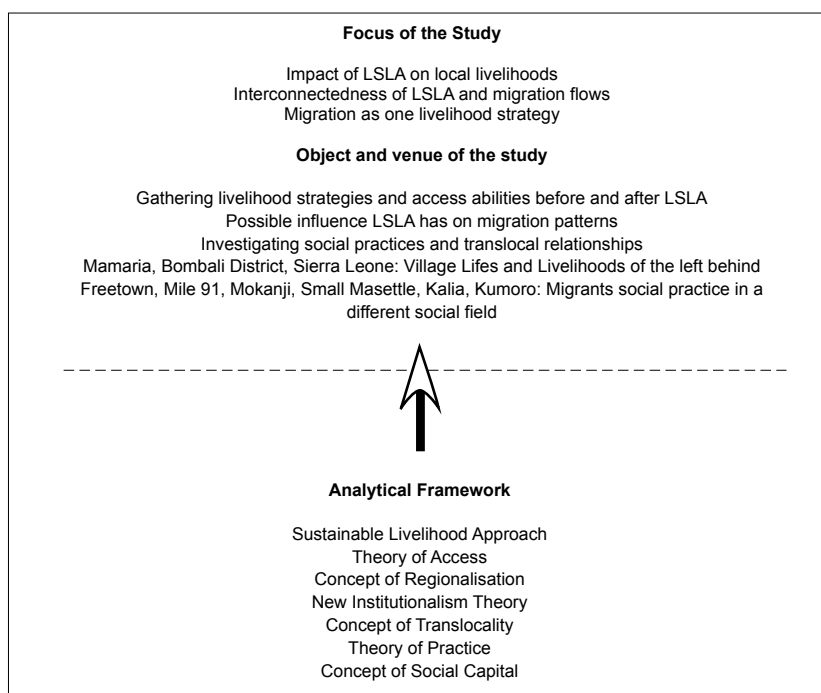 Focus of the Study
Impact of LSLA on local livelihoods
Interconnectedness of LSLA and migration flows
Migration as one livelihood strategy
Object and venue of the study
Gathering livelihood strategies and access abilities before and after LSLA
Possible influence LSLA has on migration patterns
Investigating social practices and translocal relationships
Mamaria, Bombali District, Sierra Leone: Village Lifes and Livelihoods of the left behind
Freetown, Mile 91, Mokanji, Small Masettle, Kalia, Kumoro: Migrants social practice in a
different social field
Analytical Framework
Sustainable Livelihood Approach
Theory of Access
Concept of Regionalisation
New Institutionalism Theory
Concept of Translocality
Theory of Practice
Concept of Social Capital